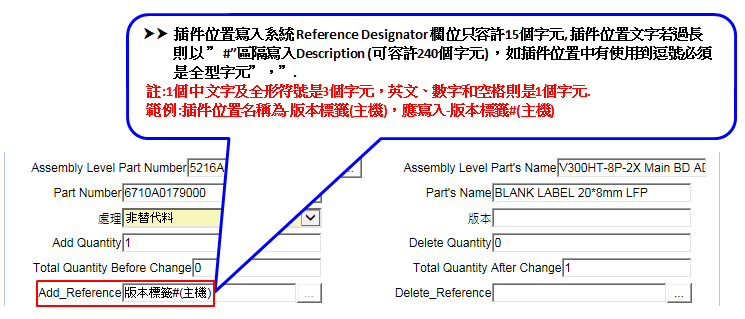 ➤➤ 插件位置寫入系統Reference Designator欄位只容許15個字元, 插件位置文字若過長
則以” #”區隔寫入Description (可容許240個字元) , 如插件位置中有使用到逗號必須
是全型字元”,”.
註:1個中文字及全形符號是3個字元，英文、數字和空格則是1個字元.
範例:插件位置名稱為-版本標籤(主機)，應寫入-版本標籤#(主機)
Assembly Level Part Number 5216A ... Assembly Level Part's Name V300HT-8P-2X Main BD AD
Part Number 6710A0179000 Part's Name BLANK LABEL 20*8mm LFP
處理 非替代料 版本
Add Quantity 1 Delete Quantity 0
Total Quantity Before Change 0 Total Quantity After Change 1
Add_Reference 版本標籤#(主機) ... Delete_Reference ...